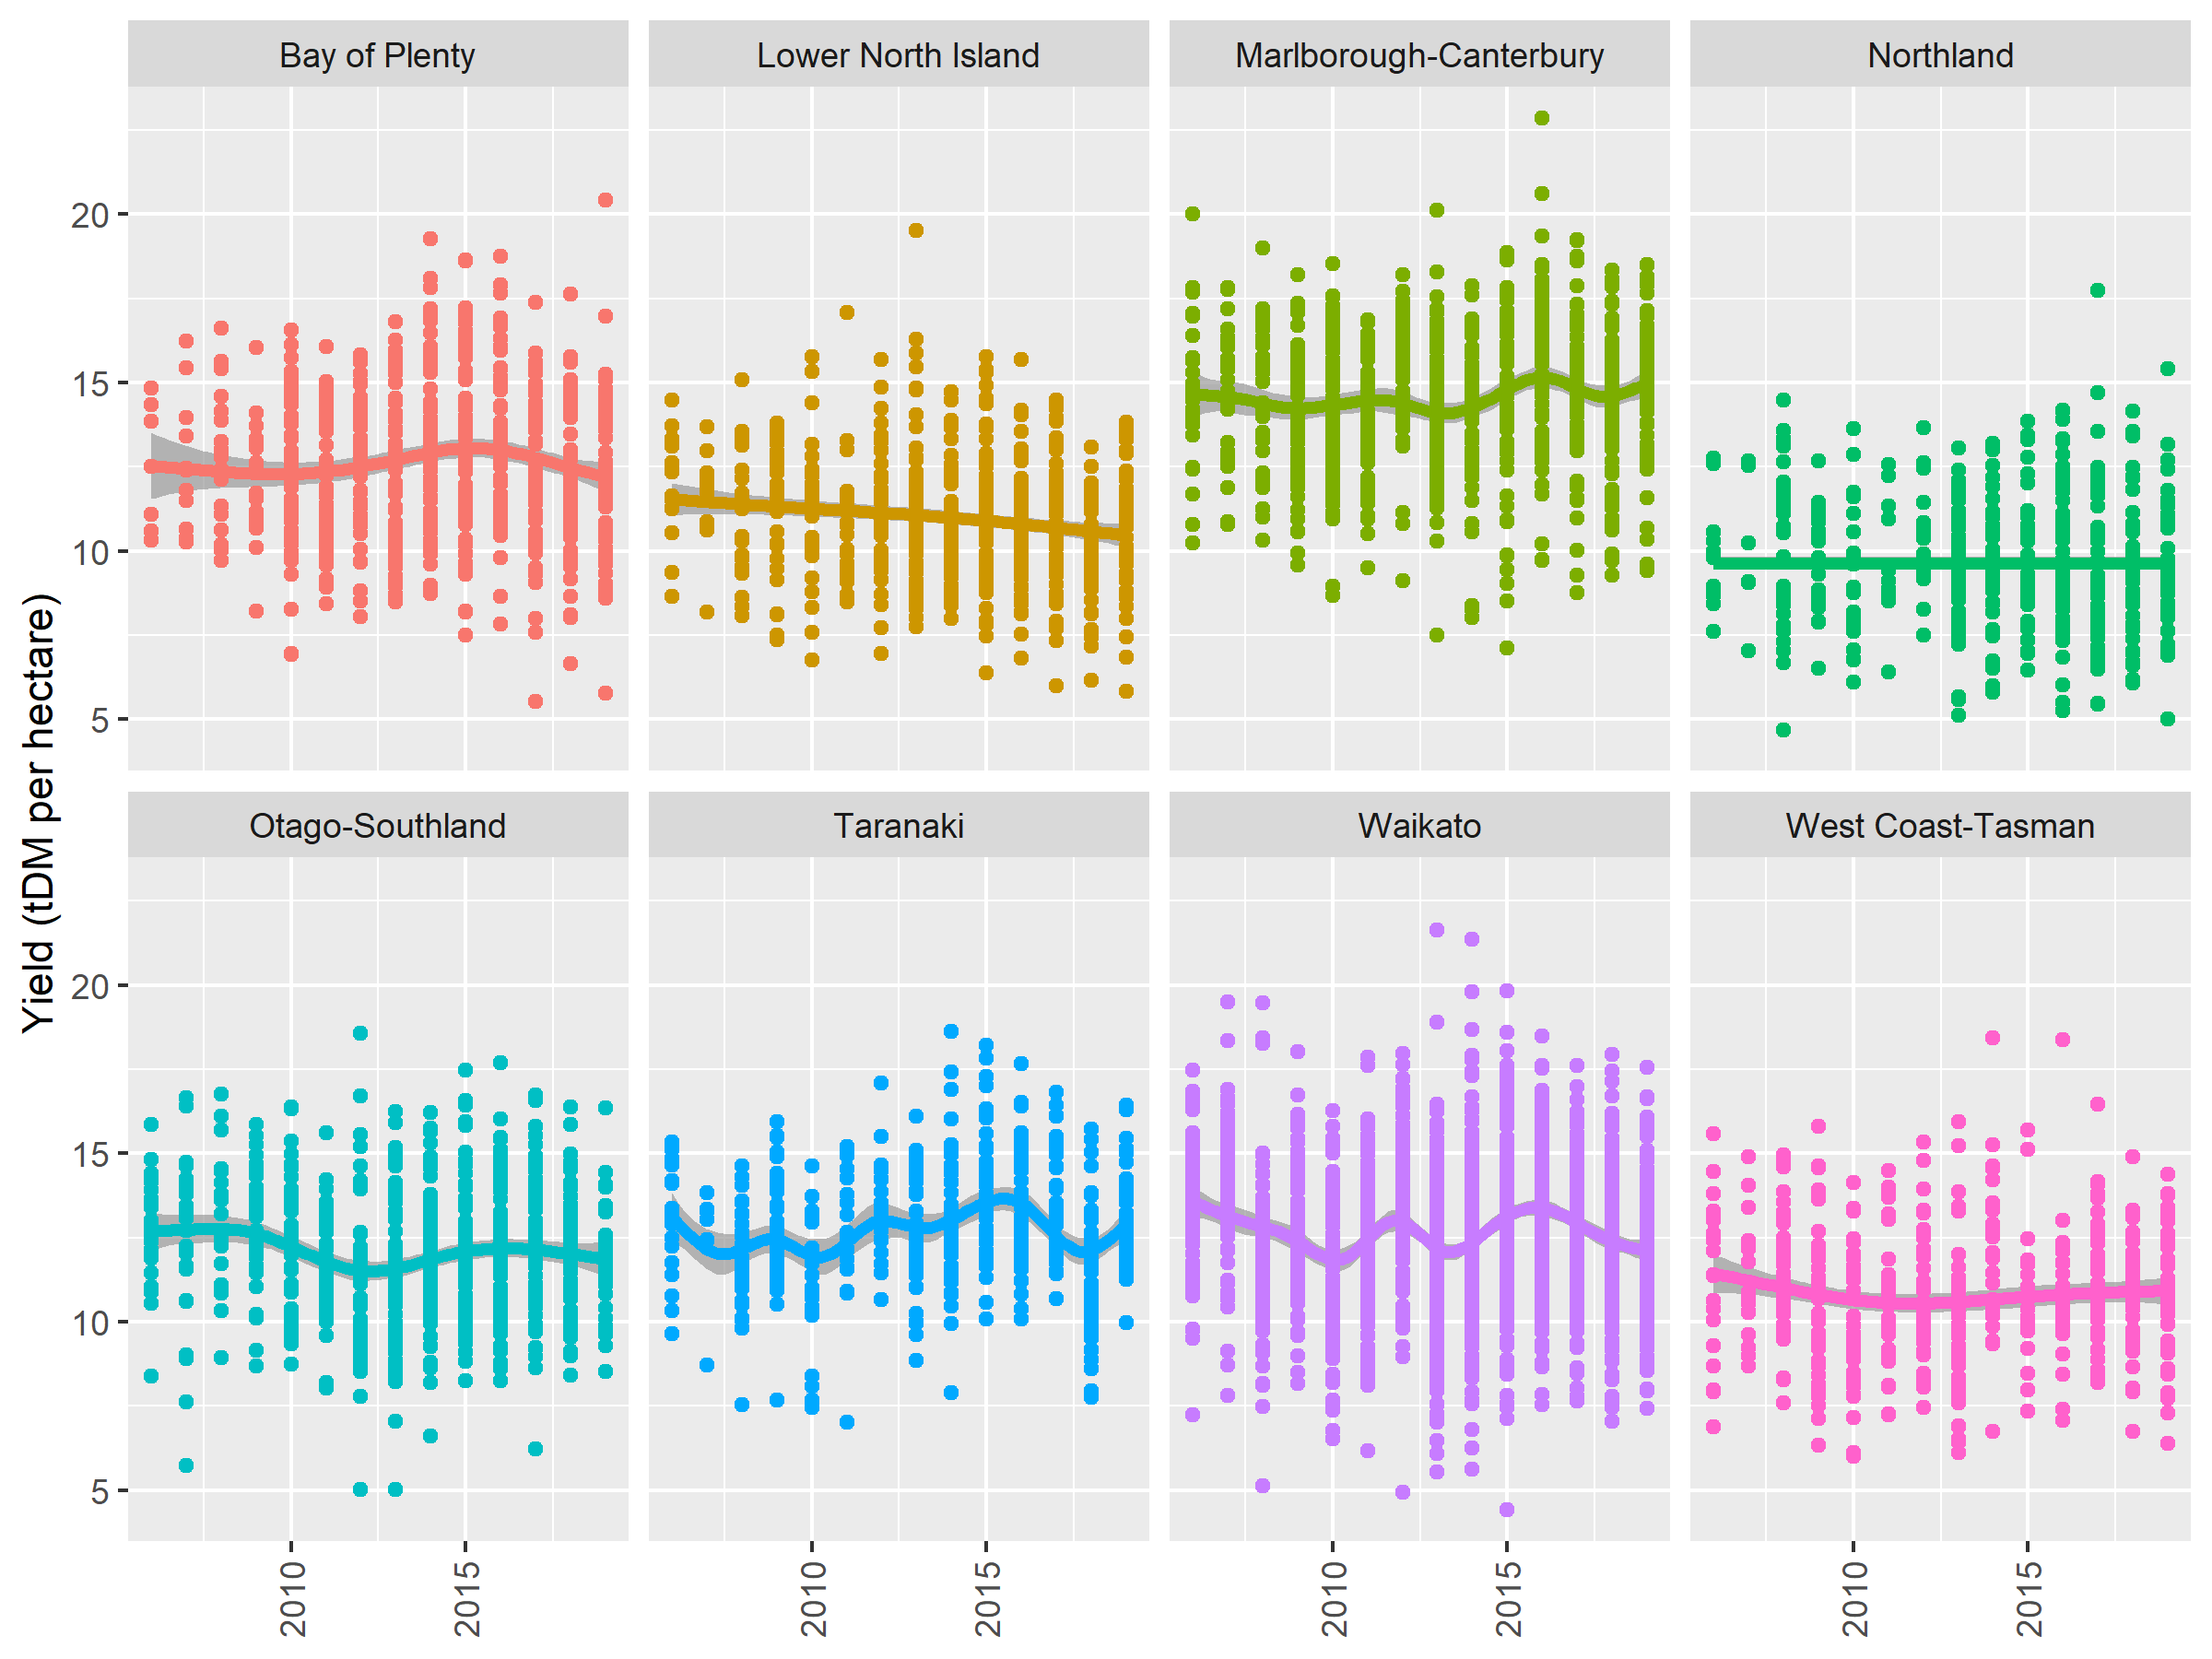 Bay of Plenty
Lower North Island
Marlborough-Canterbury
Northland
20
15
10
5
Yield (tDM per hectare)
Otago-Southland
Taranaki
Waikato
West Coast-Tasman
20
15
10
5
2010
2015
2010
2015
2010
2015
2010
2015